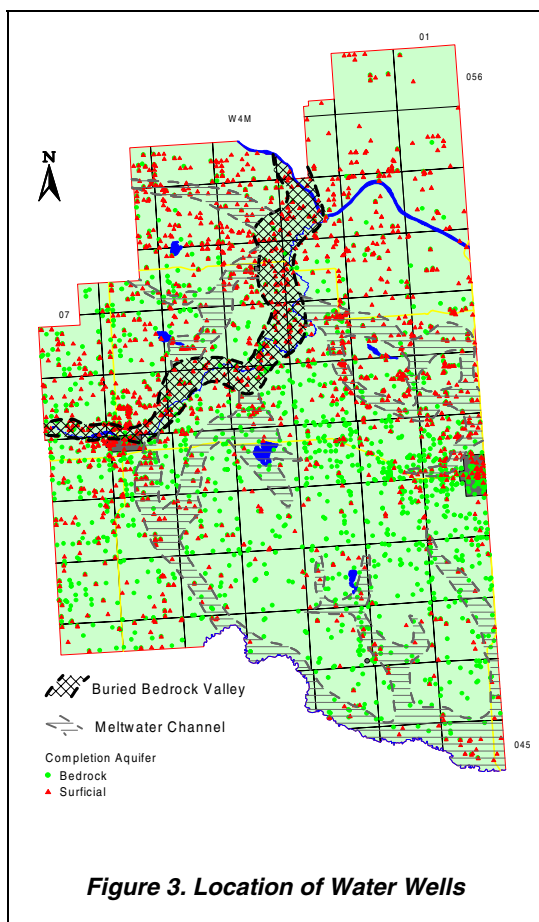 01
056
W4M
N
07
Buried Bedrock Valley
Meltwater Channel
045
Completion Aquifer
Bedrock
Surficial
Figure 3. Location of Water Wells